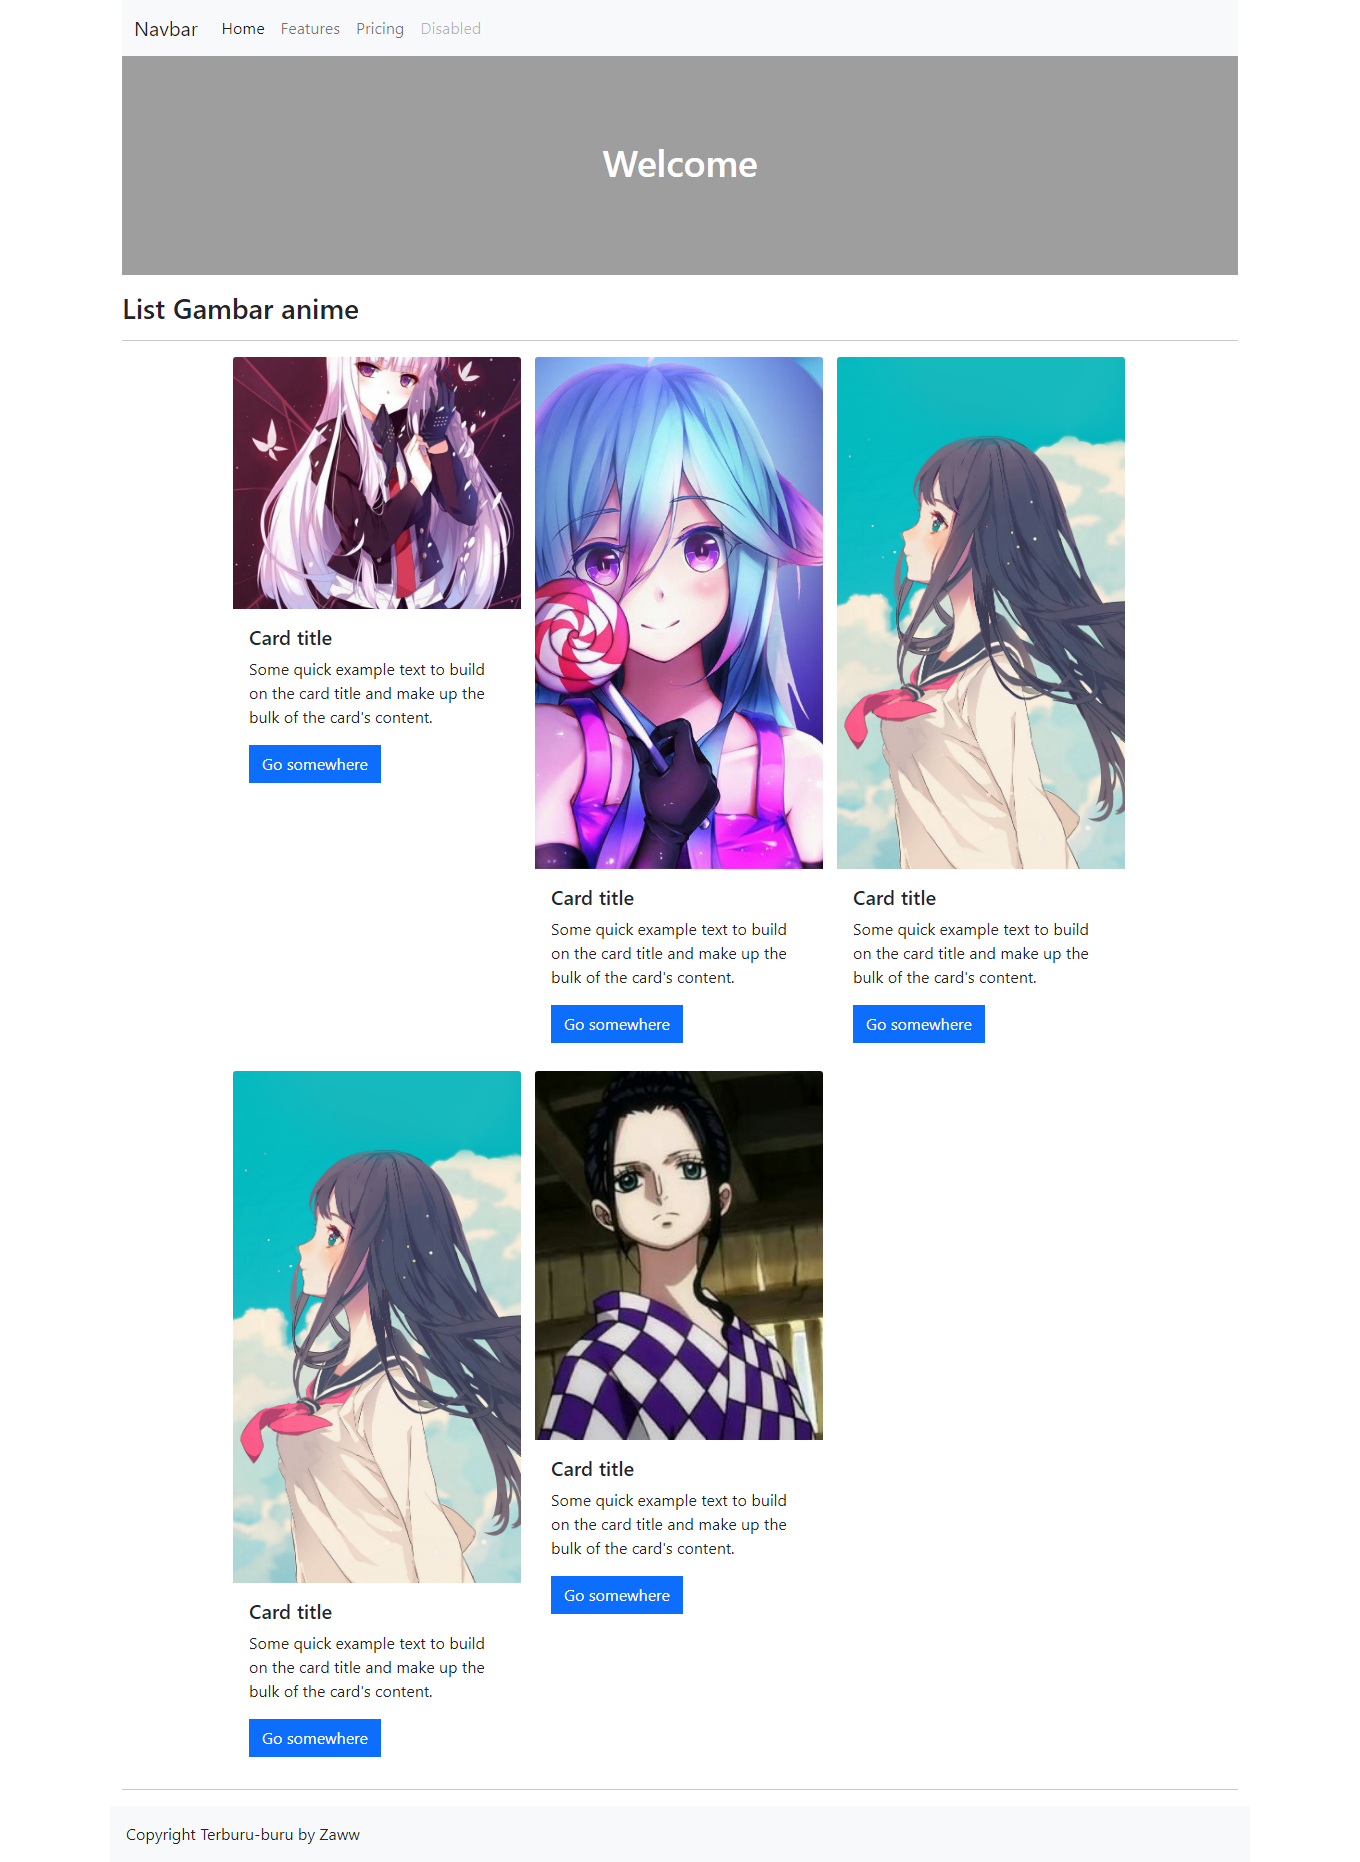 Navbar Home Features Pricing Disabled
Welcome
List Gambar anime
Card title
Some quick example text to build
on the card title and make up the
bulk of the card's content.
Go somewhere
Card title
Some quick example text to build
on the card title and make up the
bulk of the card's content.
Go somewhere
Card title
Some quick example text to build
on the card title and make up the
bulk of the card's content.
Go somewhere
Card title
Some quick example text to build
on the card title and make up the
bulk of the card's content.
Go somewhere
Card title
Some quick example text to build
on the card title and make up the
bulk of the card's content.
Go somewhere
Copyright Terburu-buru by Zaww